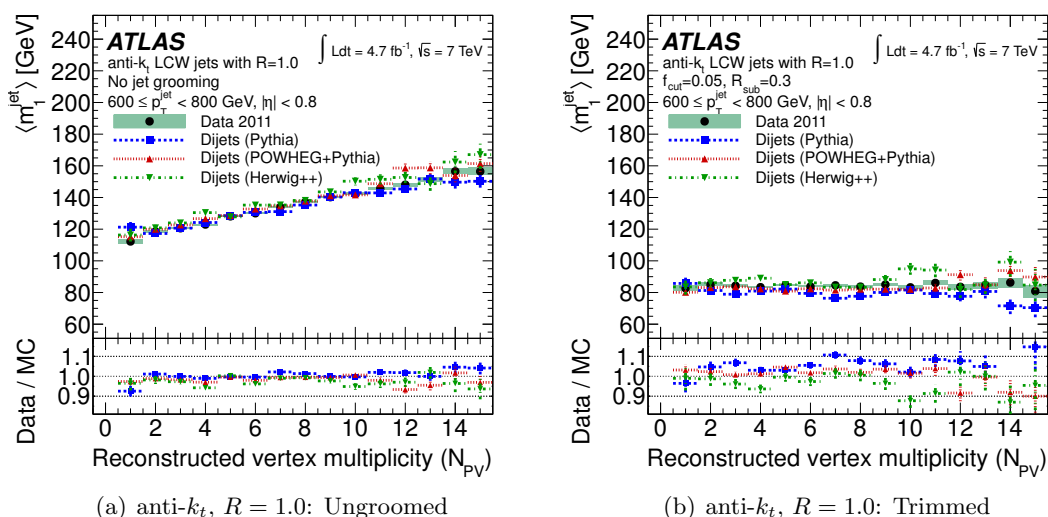 ⟨m₁^jet⟩ [GeV]
240
220
200
180
160
140
120
100
80
60
ATLAS
∫ Ldt = 4.7 fb⁻¹, √s = 7 TeV
anti-kₜ LCW jets with R=1.0
No jet grooming
600 ≤ p_T^jet < 800 GeV, |η| < 0.8
Data 2011
Dijets (Pythia)
Dijets (POWHEG+Pythia)
Dijets (Herwig++)
Data / MC
1.1
1.0
0.9
0 2 4 6 8 10 12 14
Reconstructed vertex multiplicity (N_PV)
(a) anti-kₜ, R = 1.0: Ungroomed
⟨m₁^jet⟩ [GeV]
240
220
200
180
160
140
120
100
80
60
ATLAS
∫ Ldt = 4.7 fb⁻¹, √s = 7 TeV
anti-kₜ LCW jets with R=1.0
f_cut=0.05, R_sub=0.3
600 ≤ p_T^jet < 800 GeV, |η| < 0.8
Data 2011
Dijets (Pythia)
Dijets (POWHEG+Pythia)
Dijets (Herwig++)
Data / MC
1.1
1.0
0.9
0 2 4 6 8 10 12 14
Reconstructed vertex multiplicity (N_PV)
(b) anti-kₜ, R = 1.0: Trimmed